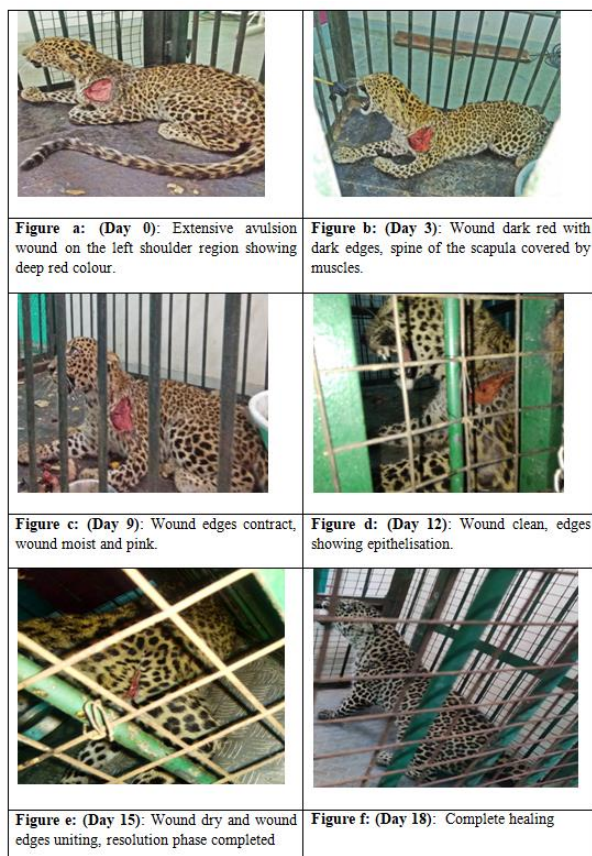 Figure a: (Day 0): Extensive avulsion
wound on the left shoulder region showing
deep red colour.
Figure b: (Day 3): Wound dark red with
dark edges, spine of the scapula covered by
muscles.
Figure c: (Day 9): Wound edges contract,
wound moist and pink.
Figure d: (Day 12): Wound clean, edges
showing epithelisation.
Figure e: (Day 15): Wound dry and wound
edges uniting, resolution phase completed
Figure f: (Day 18): Complete healing